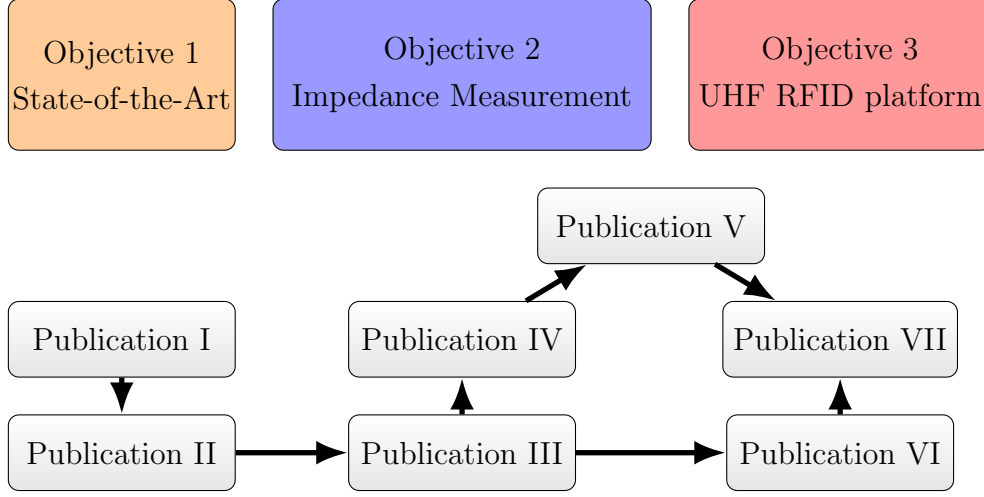 Objective 1
State-of-the-Art
Objective 2
Impedance Measurement
Objective 3
UHF RFID platform
Publication V
Publication I
Publication IV
Publication VII
Publication II
Publication III
Publication VI